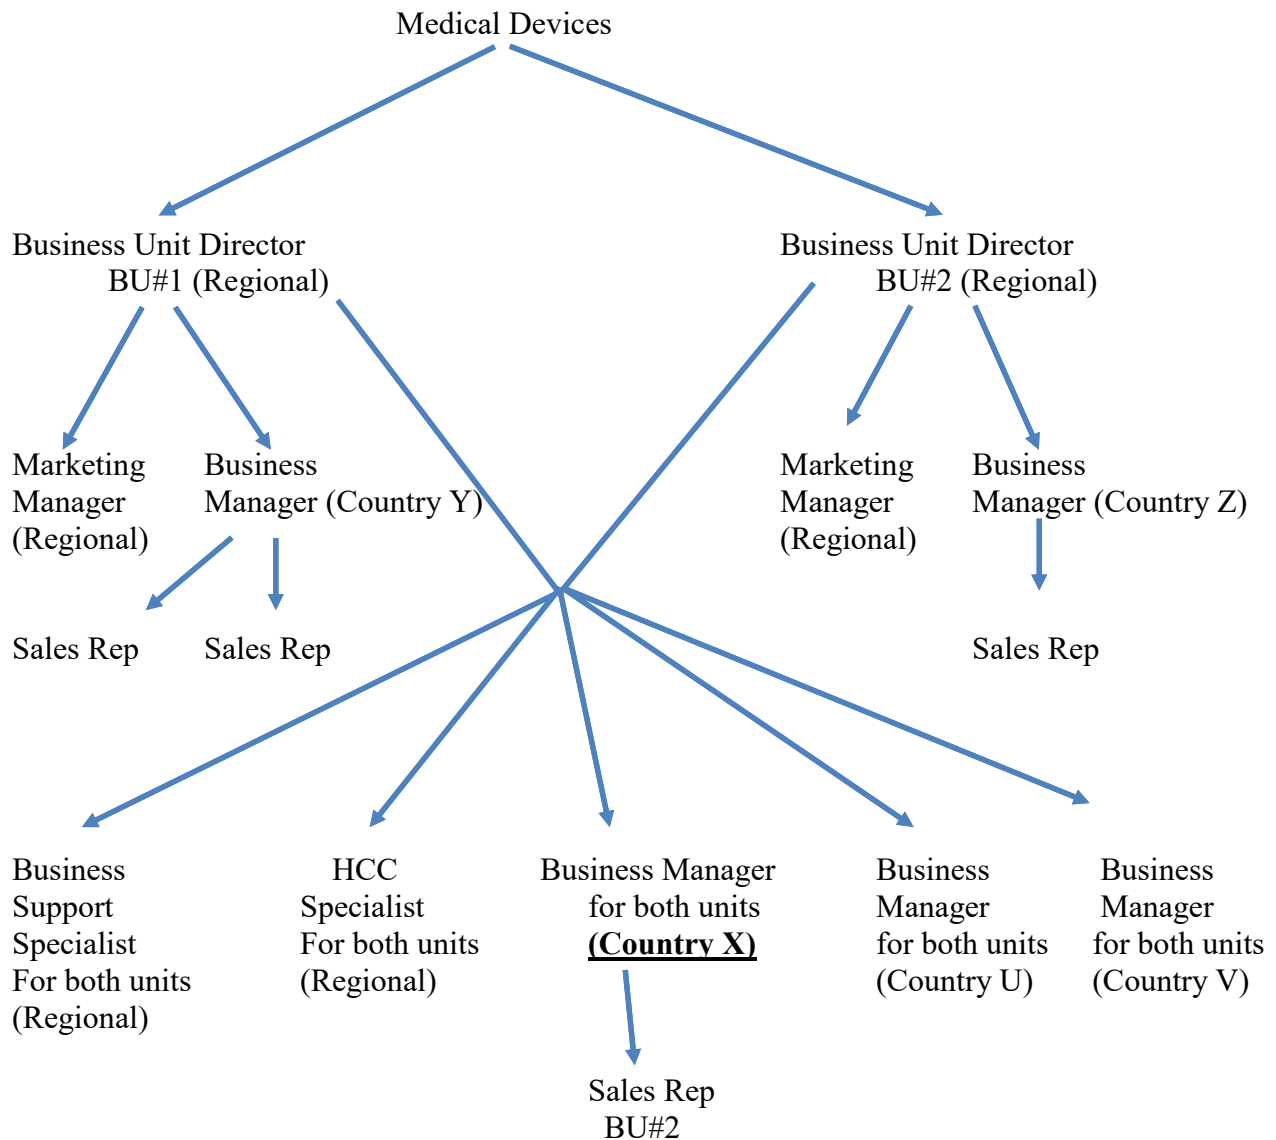 Medical Devices
Business Unit Director
BU#1 (Regional)
Business Unit Director
BU#2 (Regional)
Marketing
Manager
(Regional)
Business
Manager (Country Y)
Marketing
Manager
(Regional)
Business
Manager (Country Z)
Sales Rep
Sales Rep
Sales Rep
Business
Support
Specialist
For both units
(Regional)
HCC
Specialist
For both units
(Regional)
Business Manager
for both units
(Country X)
Business
Manager
for both units
(Country U)
Business
Manager
for both units
(Country V)
Sales Rep
BU#2